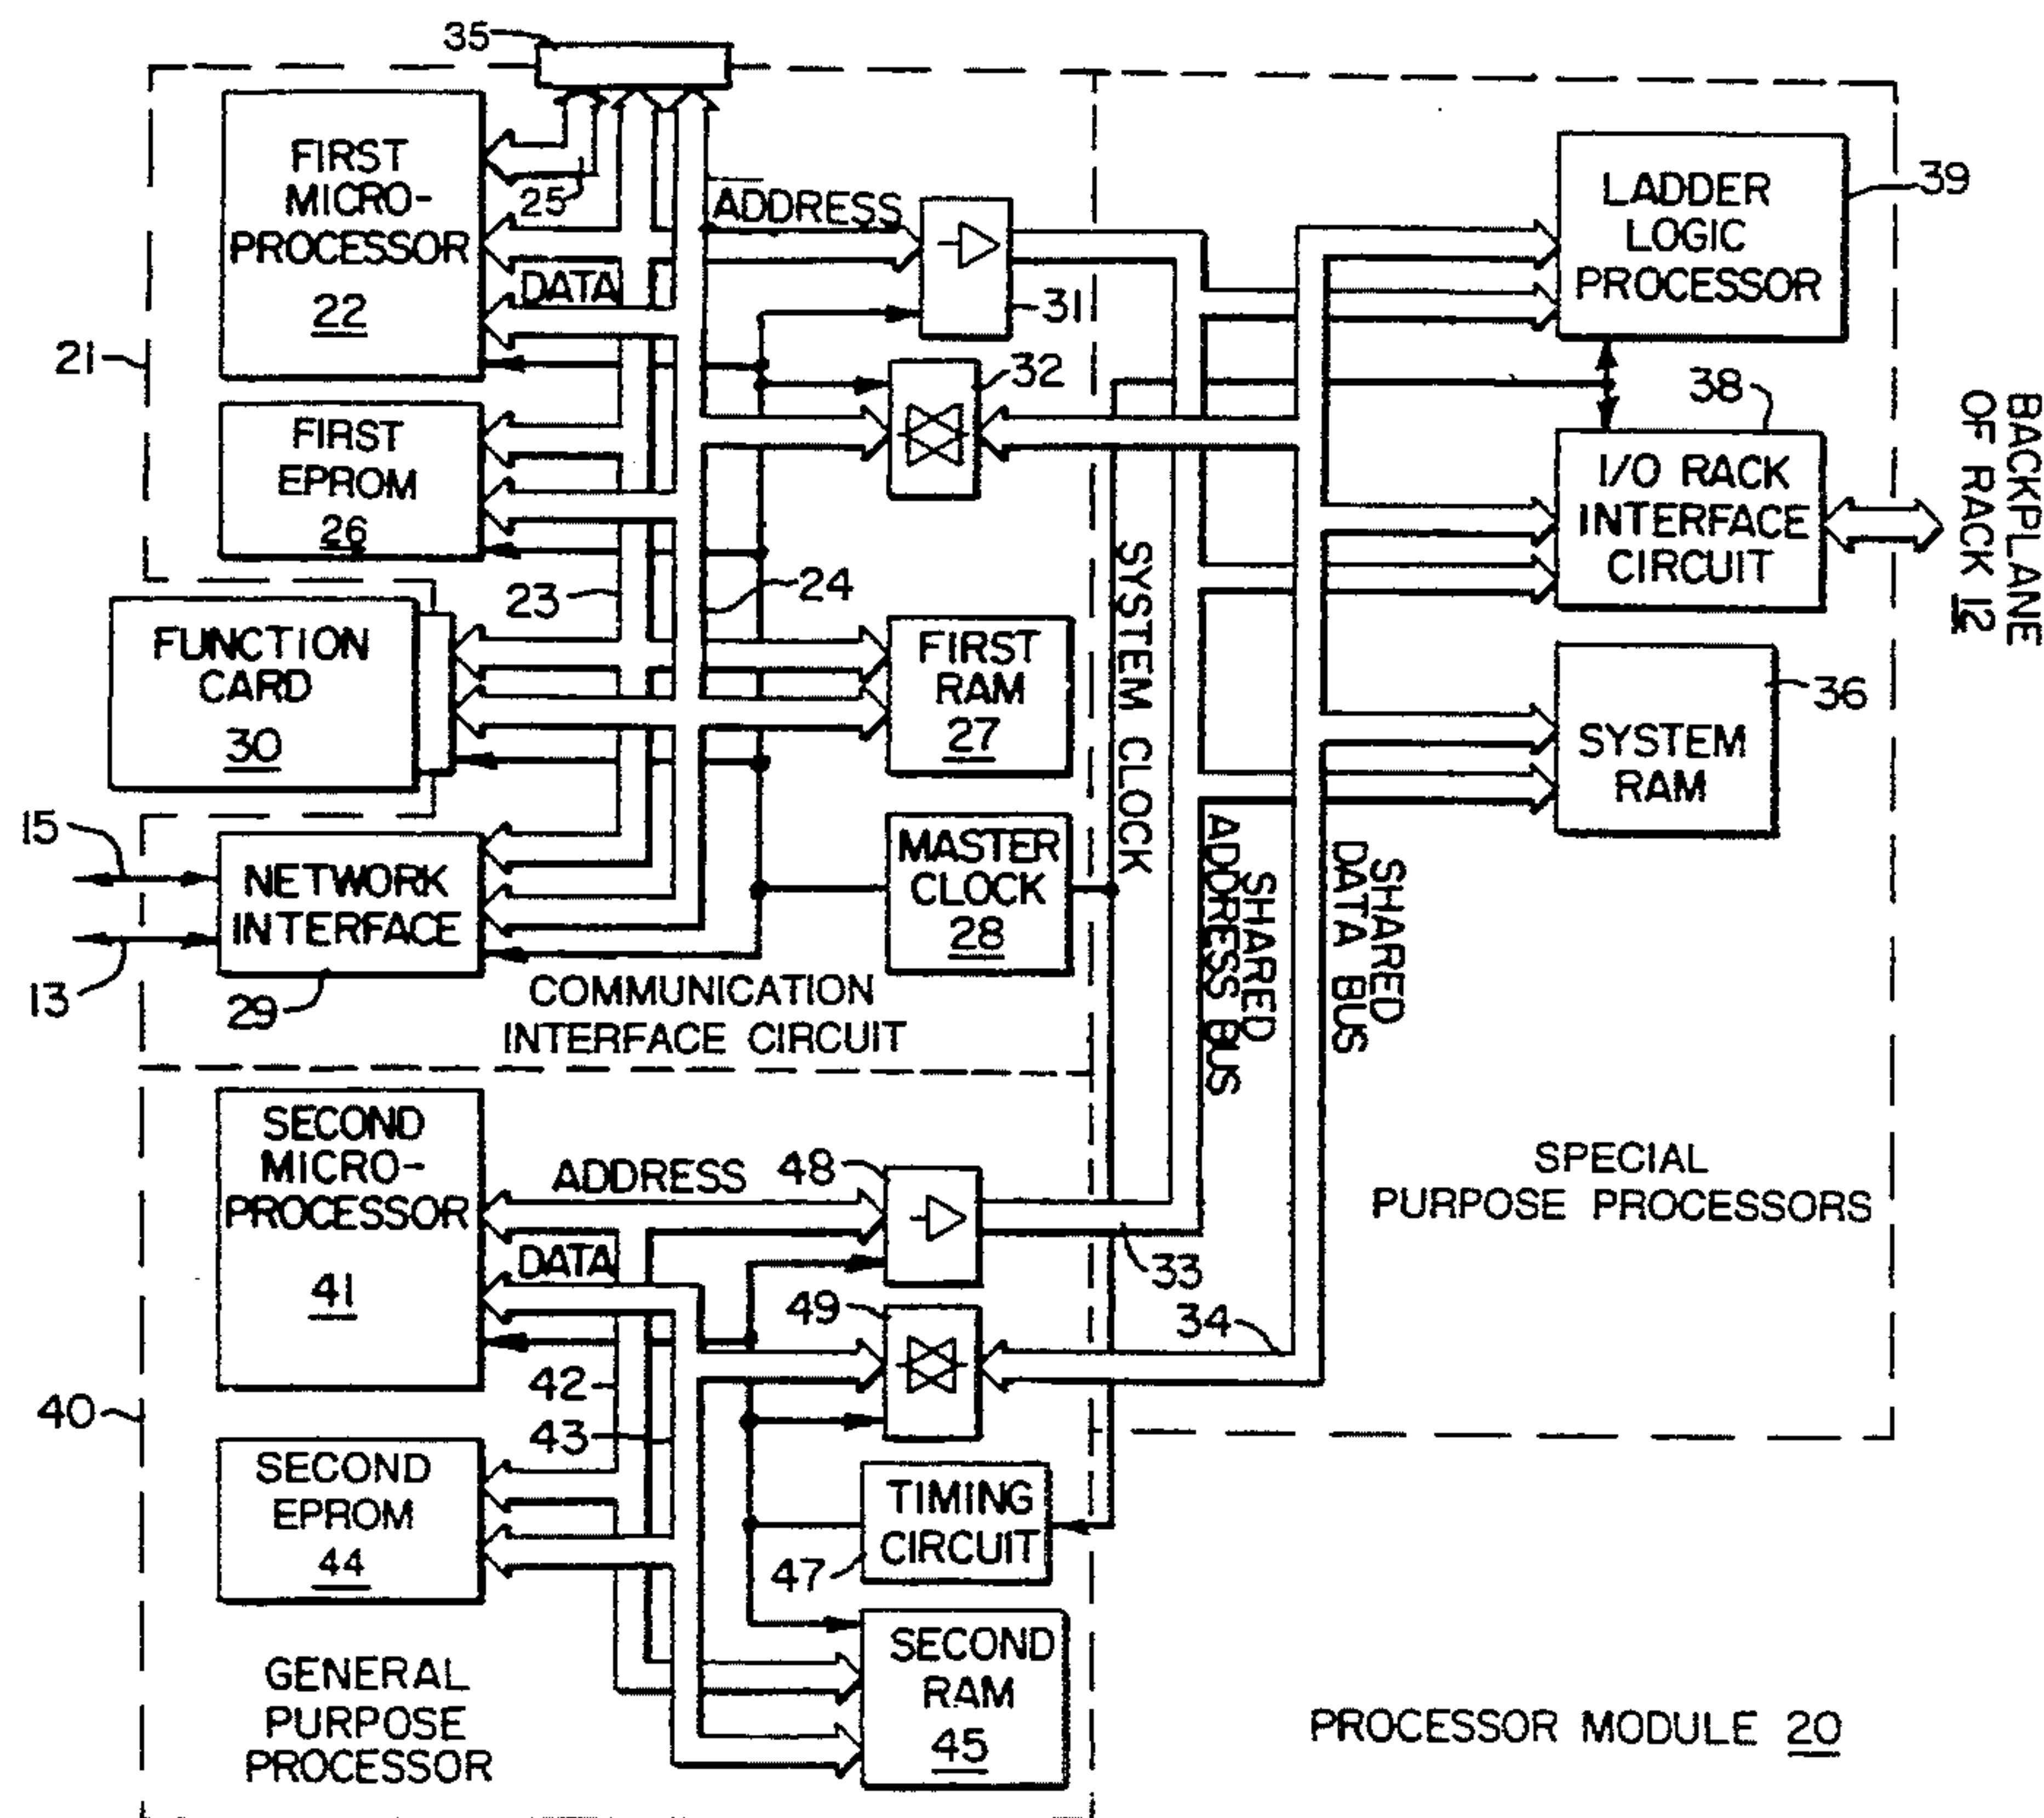 35
FIRST
MICRO-
PROCESSOR
22
25
ADDRESS
DATA
31
LADDER
LOGIC
PROCESSOR
39
21
32
38
FIRST
EPROM
26
I/O RACK
INTERFACE
CIRCUIT
BACKPLANE
OF RACK 12
23
24
SYSTEM CLOCK
FUNCTION
CARD
30
FIRST
RAM
27
36
SYSTEM
RAM
15
NETWORK
INTERFACE
MASTER
CLOCK
28
SHARED
ADDRESS BUS
SHARED
DATA BUS
13
29
COMMUNICATION
INTERFACE CIRCUIT
SECOND
MICRO-
PROCESSOR
41
ADDRESS
48
DATA
33
SPECIAL
PURPOSE PROCESSORS
49
34
42
40
43
SECOND
EPROM
44
TIMING
CIRCUIT
47
SECOND
RAM
45
GENERAL
PURPOSE
PROCESSOR
PROCESSOR MODULE 20